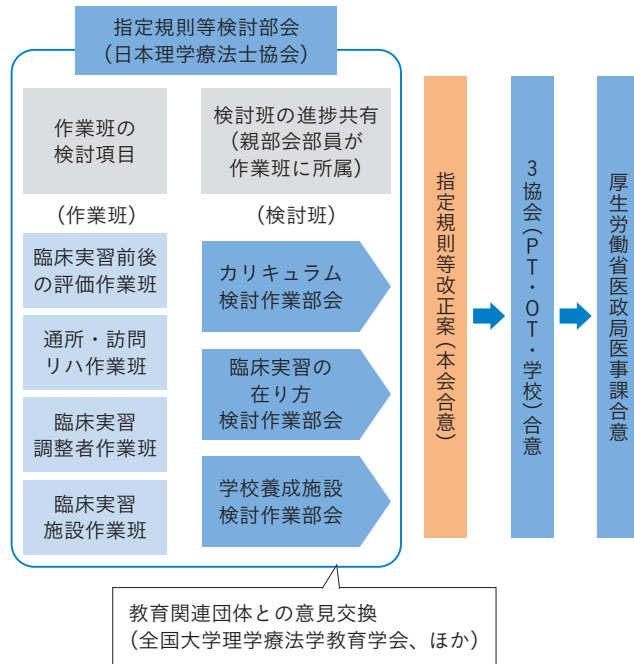 指定規則等検討部会
(日本理学療法士協会)
作業班の
検討項目
検討班の進捗共有
(親部会部員が
作業班に所属)
(作業班)
(検討班)
臨床実習前後
の評価作業班
通所・訪問
リハ作業班
臨床実習
調整者作業班
臨床実習
施設作業班
カリキュラム
検討作業部会
臨床実習の
在り方
検討作業部会
学校養成施設
検討作業部会
指定規則等改正案(本会合意)
3協会(PT・OT・学校)合意
厚生労働省医政局医事課合意
教育関連団体との意見交換
(全国大学理学療法学教育学会、ほか)